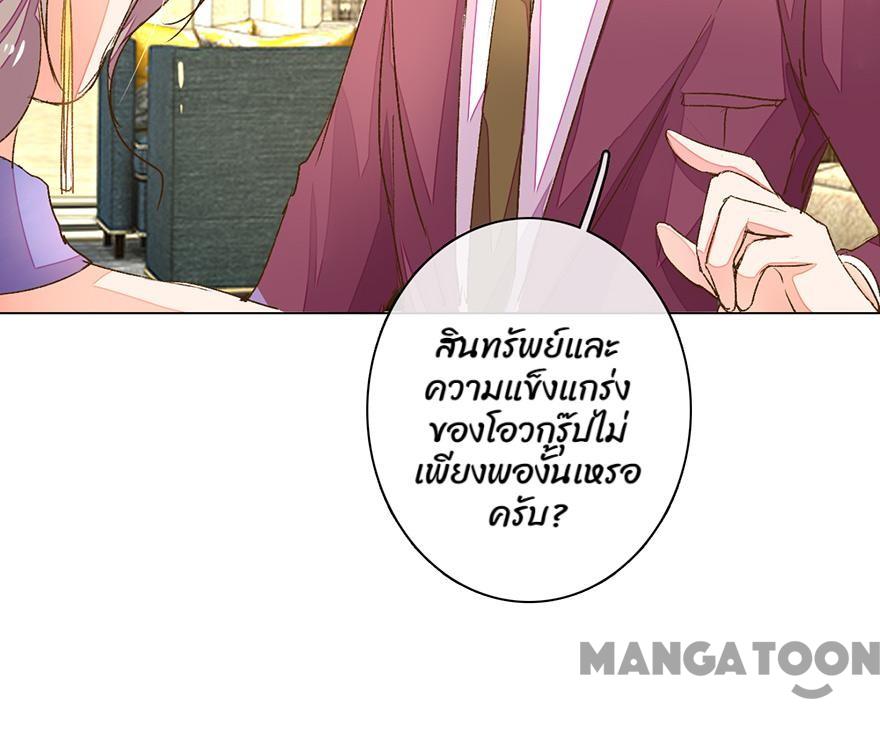 สินทรัพย์และ
ความแข็งแกร่ง
ของโอวกรุ๊ปไม่
เพียงพองั้นเหรอ
ครับ?
MANGATOON